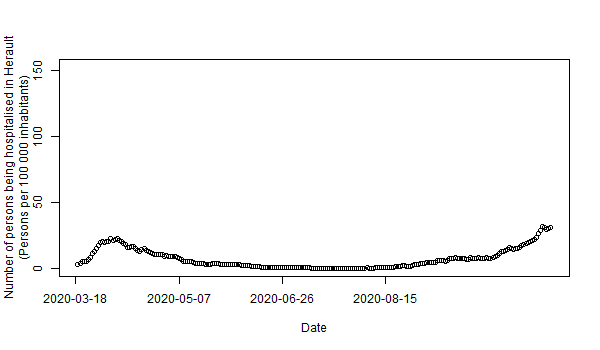 Number of persons being hospitalised in Herault
(Persons per 100 000 inhabitants)
150
100
50
0
2020-03-18 2020-05-07 2020-06-26 2020-08-15
Date